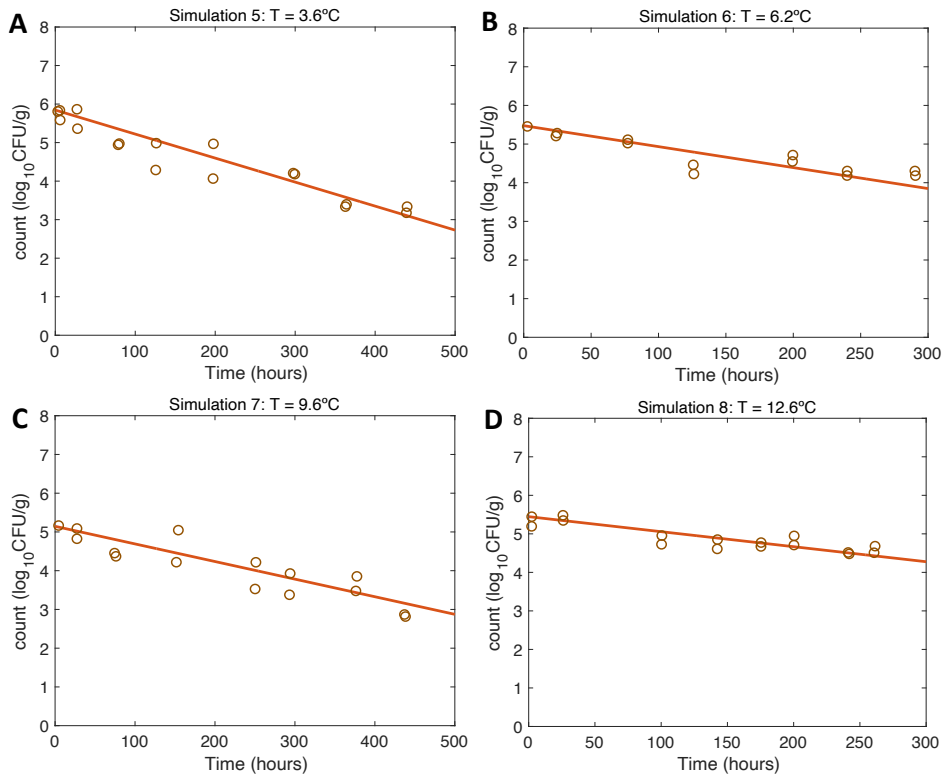 A
Simulation 5: T = 3.6ºC
count (log10CFU/g)
8
7
6
5
4
3
2
1
0
0 100 200 300 400 500
Time (hours)
B
Simulation 6: T = 6.2ºC
count (log10CFU/g)
8
7
6
5
4
3
2
1
0
0 50 100 150 200 250 300
Time (hours)
C
Simulation 7: T = 9.6ºC
count (log10CFU/g)
8
7
6
5
4
3
2
1
0
0 100 200 300 400 500
Time (hours)
D
Simulation 8: T = 12.6ºC
count (log10CFU/g)
8
7
6
5
4
3
2
1
0
0 50 100 150 200 250 300
Time (hours)